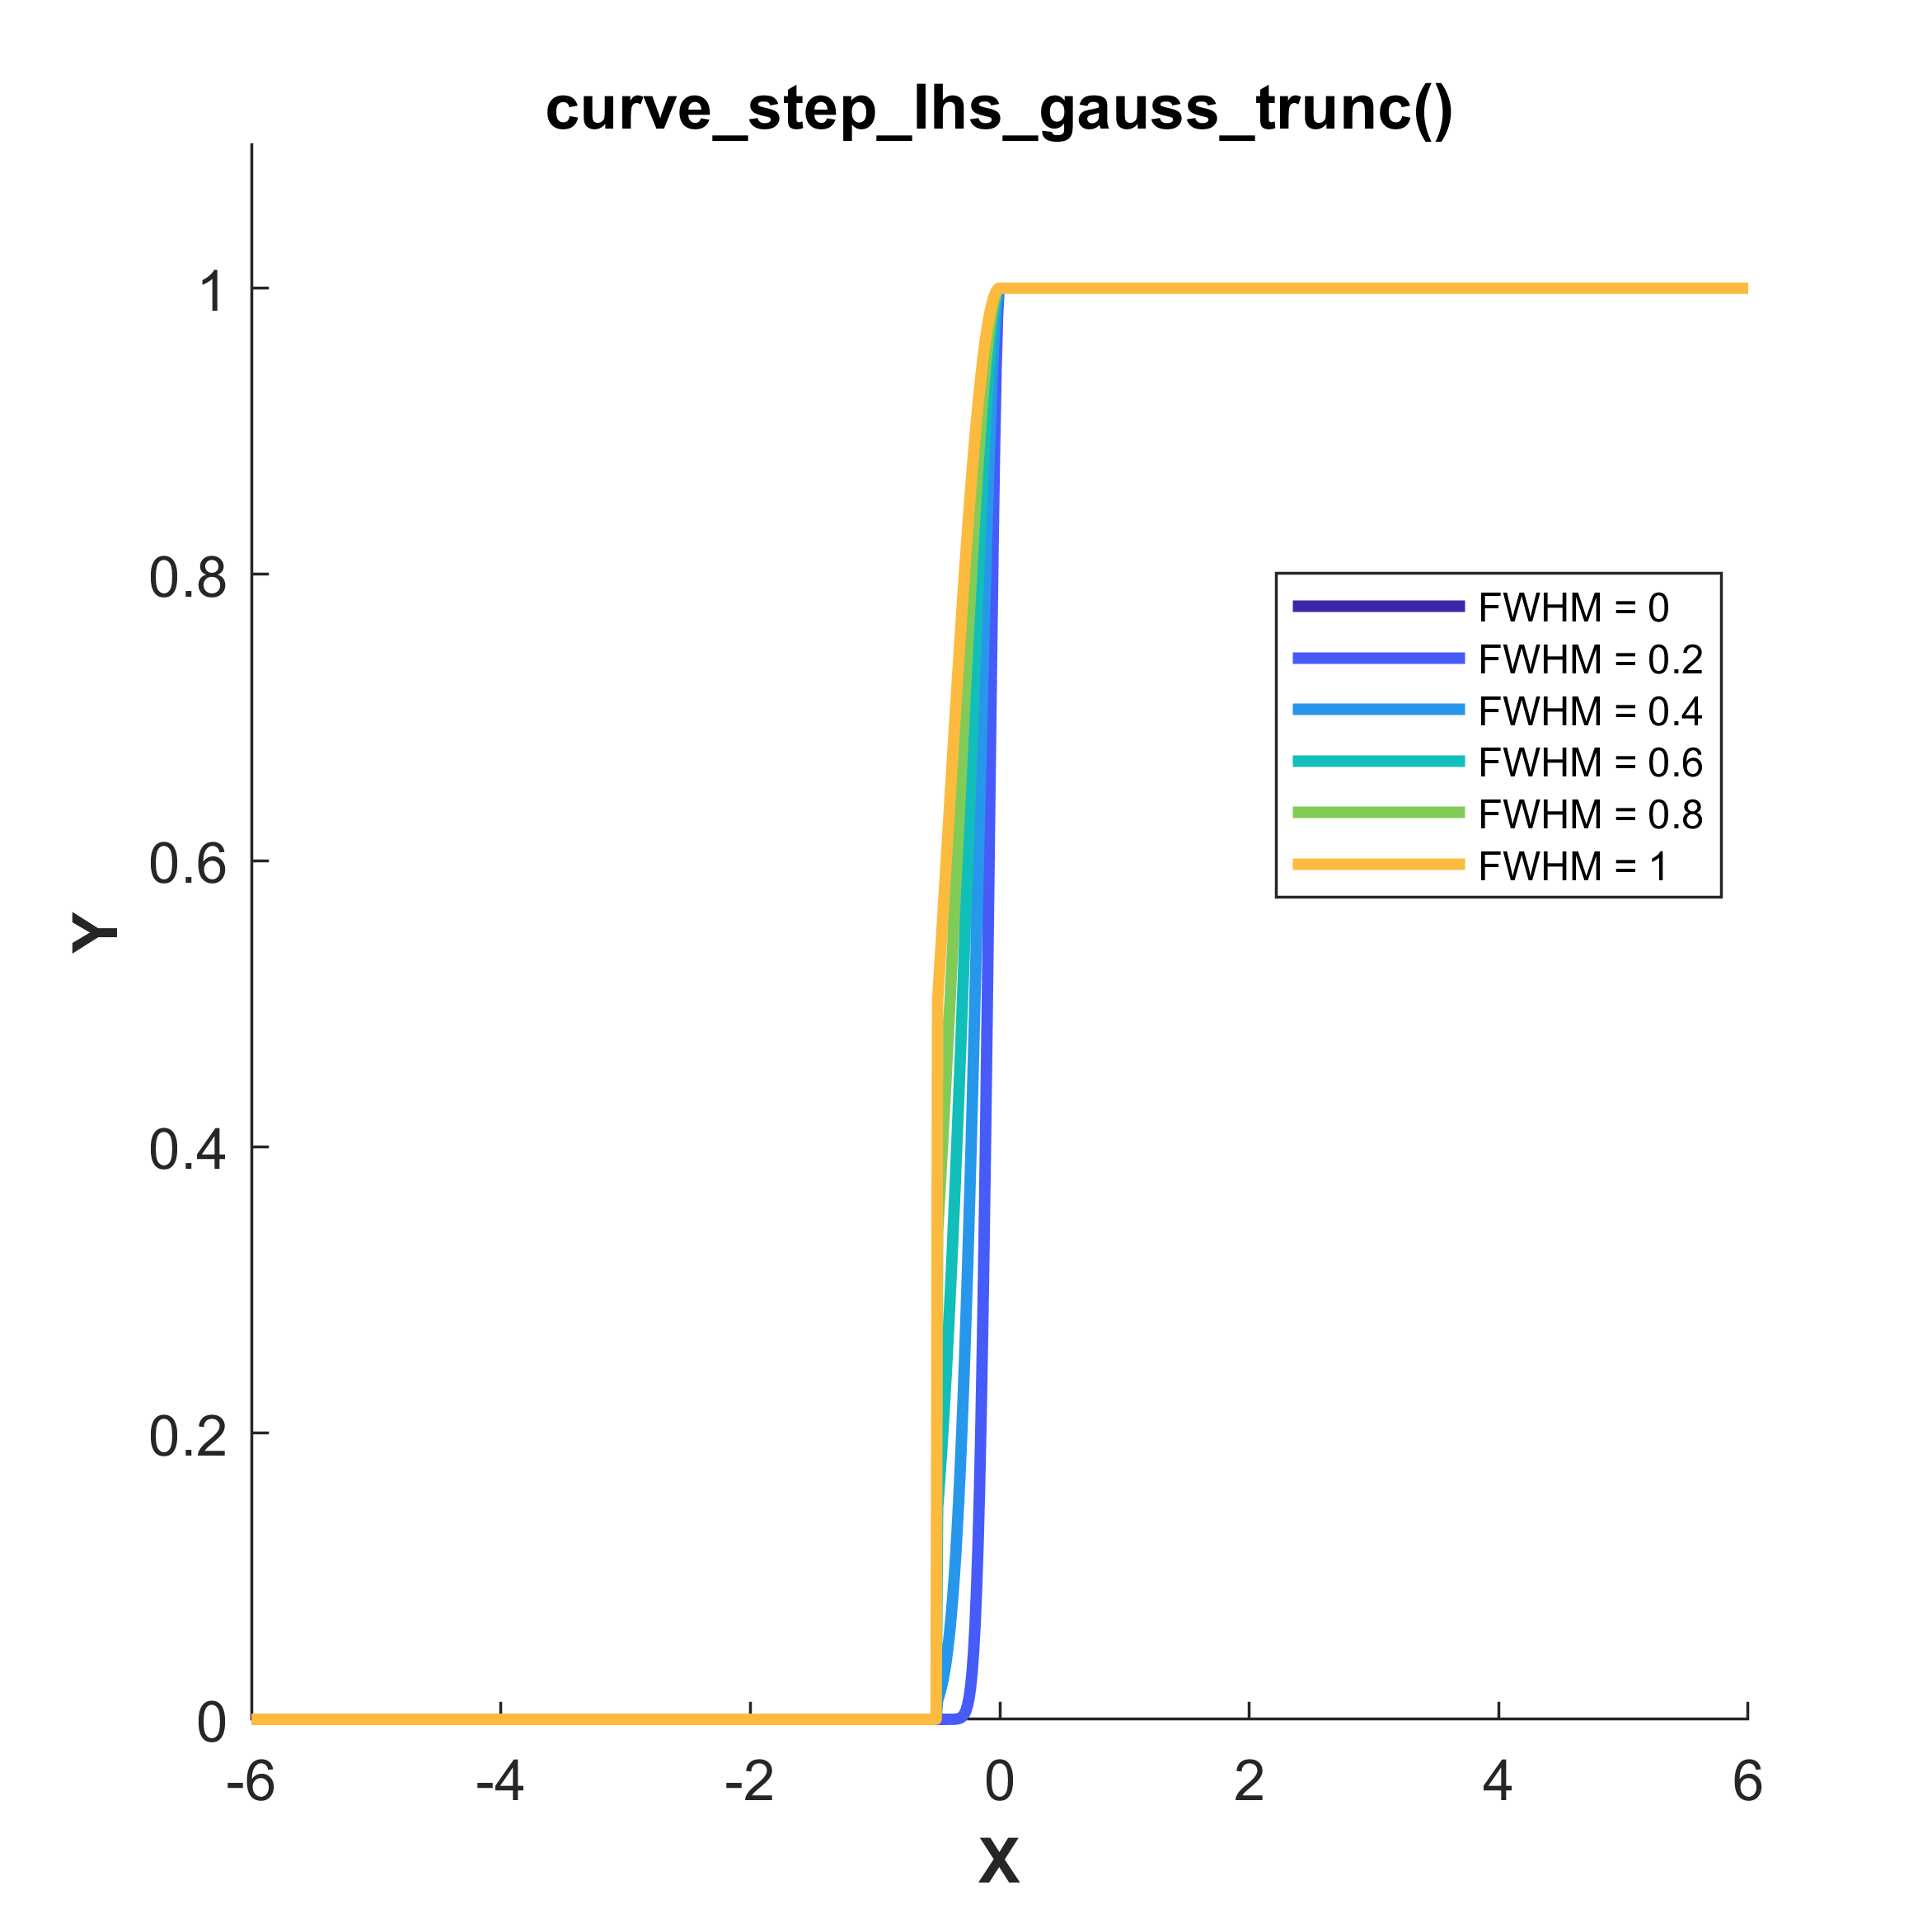 curve_step_lhs_gauss_trunc()
1
0.8
0.6
0.4
0.2
0
Y
FWHM = 0
FWHM = 0.2
FWHM = 0.4
FWHM = 0.6
FWHM = 0.8
FWHM = 1
-6 -4 -2 0 2 4 6
X